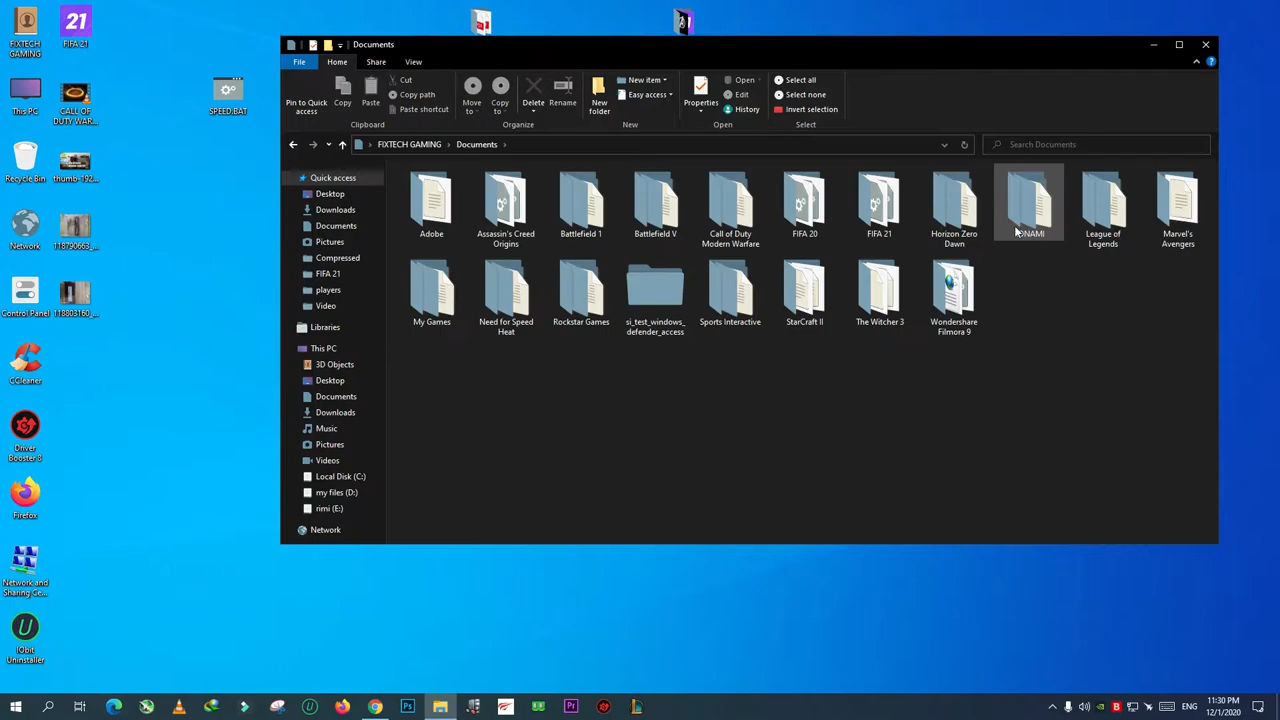 FIXTECH
GAMING
21
FIFA 21
This PC
CALL OF
DUTY WAR...
SPEED.BAT
Recycle Bin
thumb-192...
Network
118790663_...
Control Panel
118803160_...
CCleaner
Driver
Booster 8
Firefox
Network and
Sharing Ce...
IObit
Uninstaller
Documents
File
Home
Share
View
Pin to Quick
access
Copy
Paste
Cut
Copy path
Paste shortcut
Clipboard
Move
to
Copy
to
Delete
Rename
Organize
New
folder
New item
Easy access
New
Properties
Open
Edit
History
Open
Select all
Select none
Invert selection
Select
FIXTECH GAMING
Documents
Search Documents
Quick access
Desktop
Downloads
Documents
Pictures
Compressed
FIFA 21
players
Video
Libraries
This PC
3D Objects
Desktop
Documents
Downloads
Music
Pictures
Videos
Local Disk (C:)
my files (D:)
rimi (E:)
Network
Adobe
Assassin's Creed
Origins
Battlefield 1
Battlefield V
Call of Duty
Modern Warfare
FIFA 20
FIFA 21
Horizon Zero
Dawn
League of
Legends
Marvel's
Avengers
My Games
Need for Speed
Heat
Rockstar Games
si_test_windows_
defender_access
Sports Interactive
StarCraft II
The Witcher 3
Wondershare
Filmora 9
Ps
Pr
ENG
11:30 PM
12/1/2020